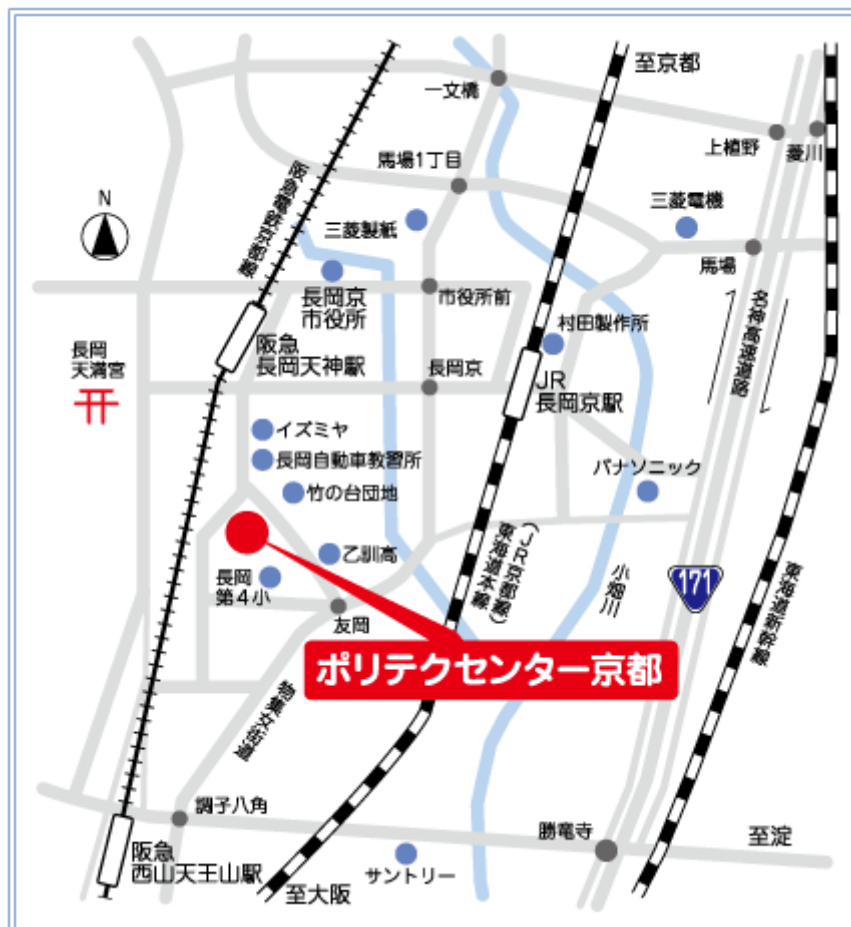 至京都
一文橋
上植野
菱川
馬場1丁目
阪急電鉄京都線
N
三菱製紙
三菱電機
馬場
長岡京
市役所
市役所前
名神高速道路
村田製作所
阪急
長岡天神駅
長岡
天満宮
長岡京
JR
長岡京駅
イズミヤ
長岡自動車教習所
パナソニック
竹の台団地
乙訓高
(JR京都線)
東海道本線
小畑川
171
東海道新幹線
長岡
第4小
友岡
ポリテクセンター京都
物集女街道
調子八角
勝竜寺
至淀
阪急
西山天王山駅
サントリー
至大阪